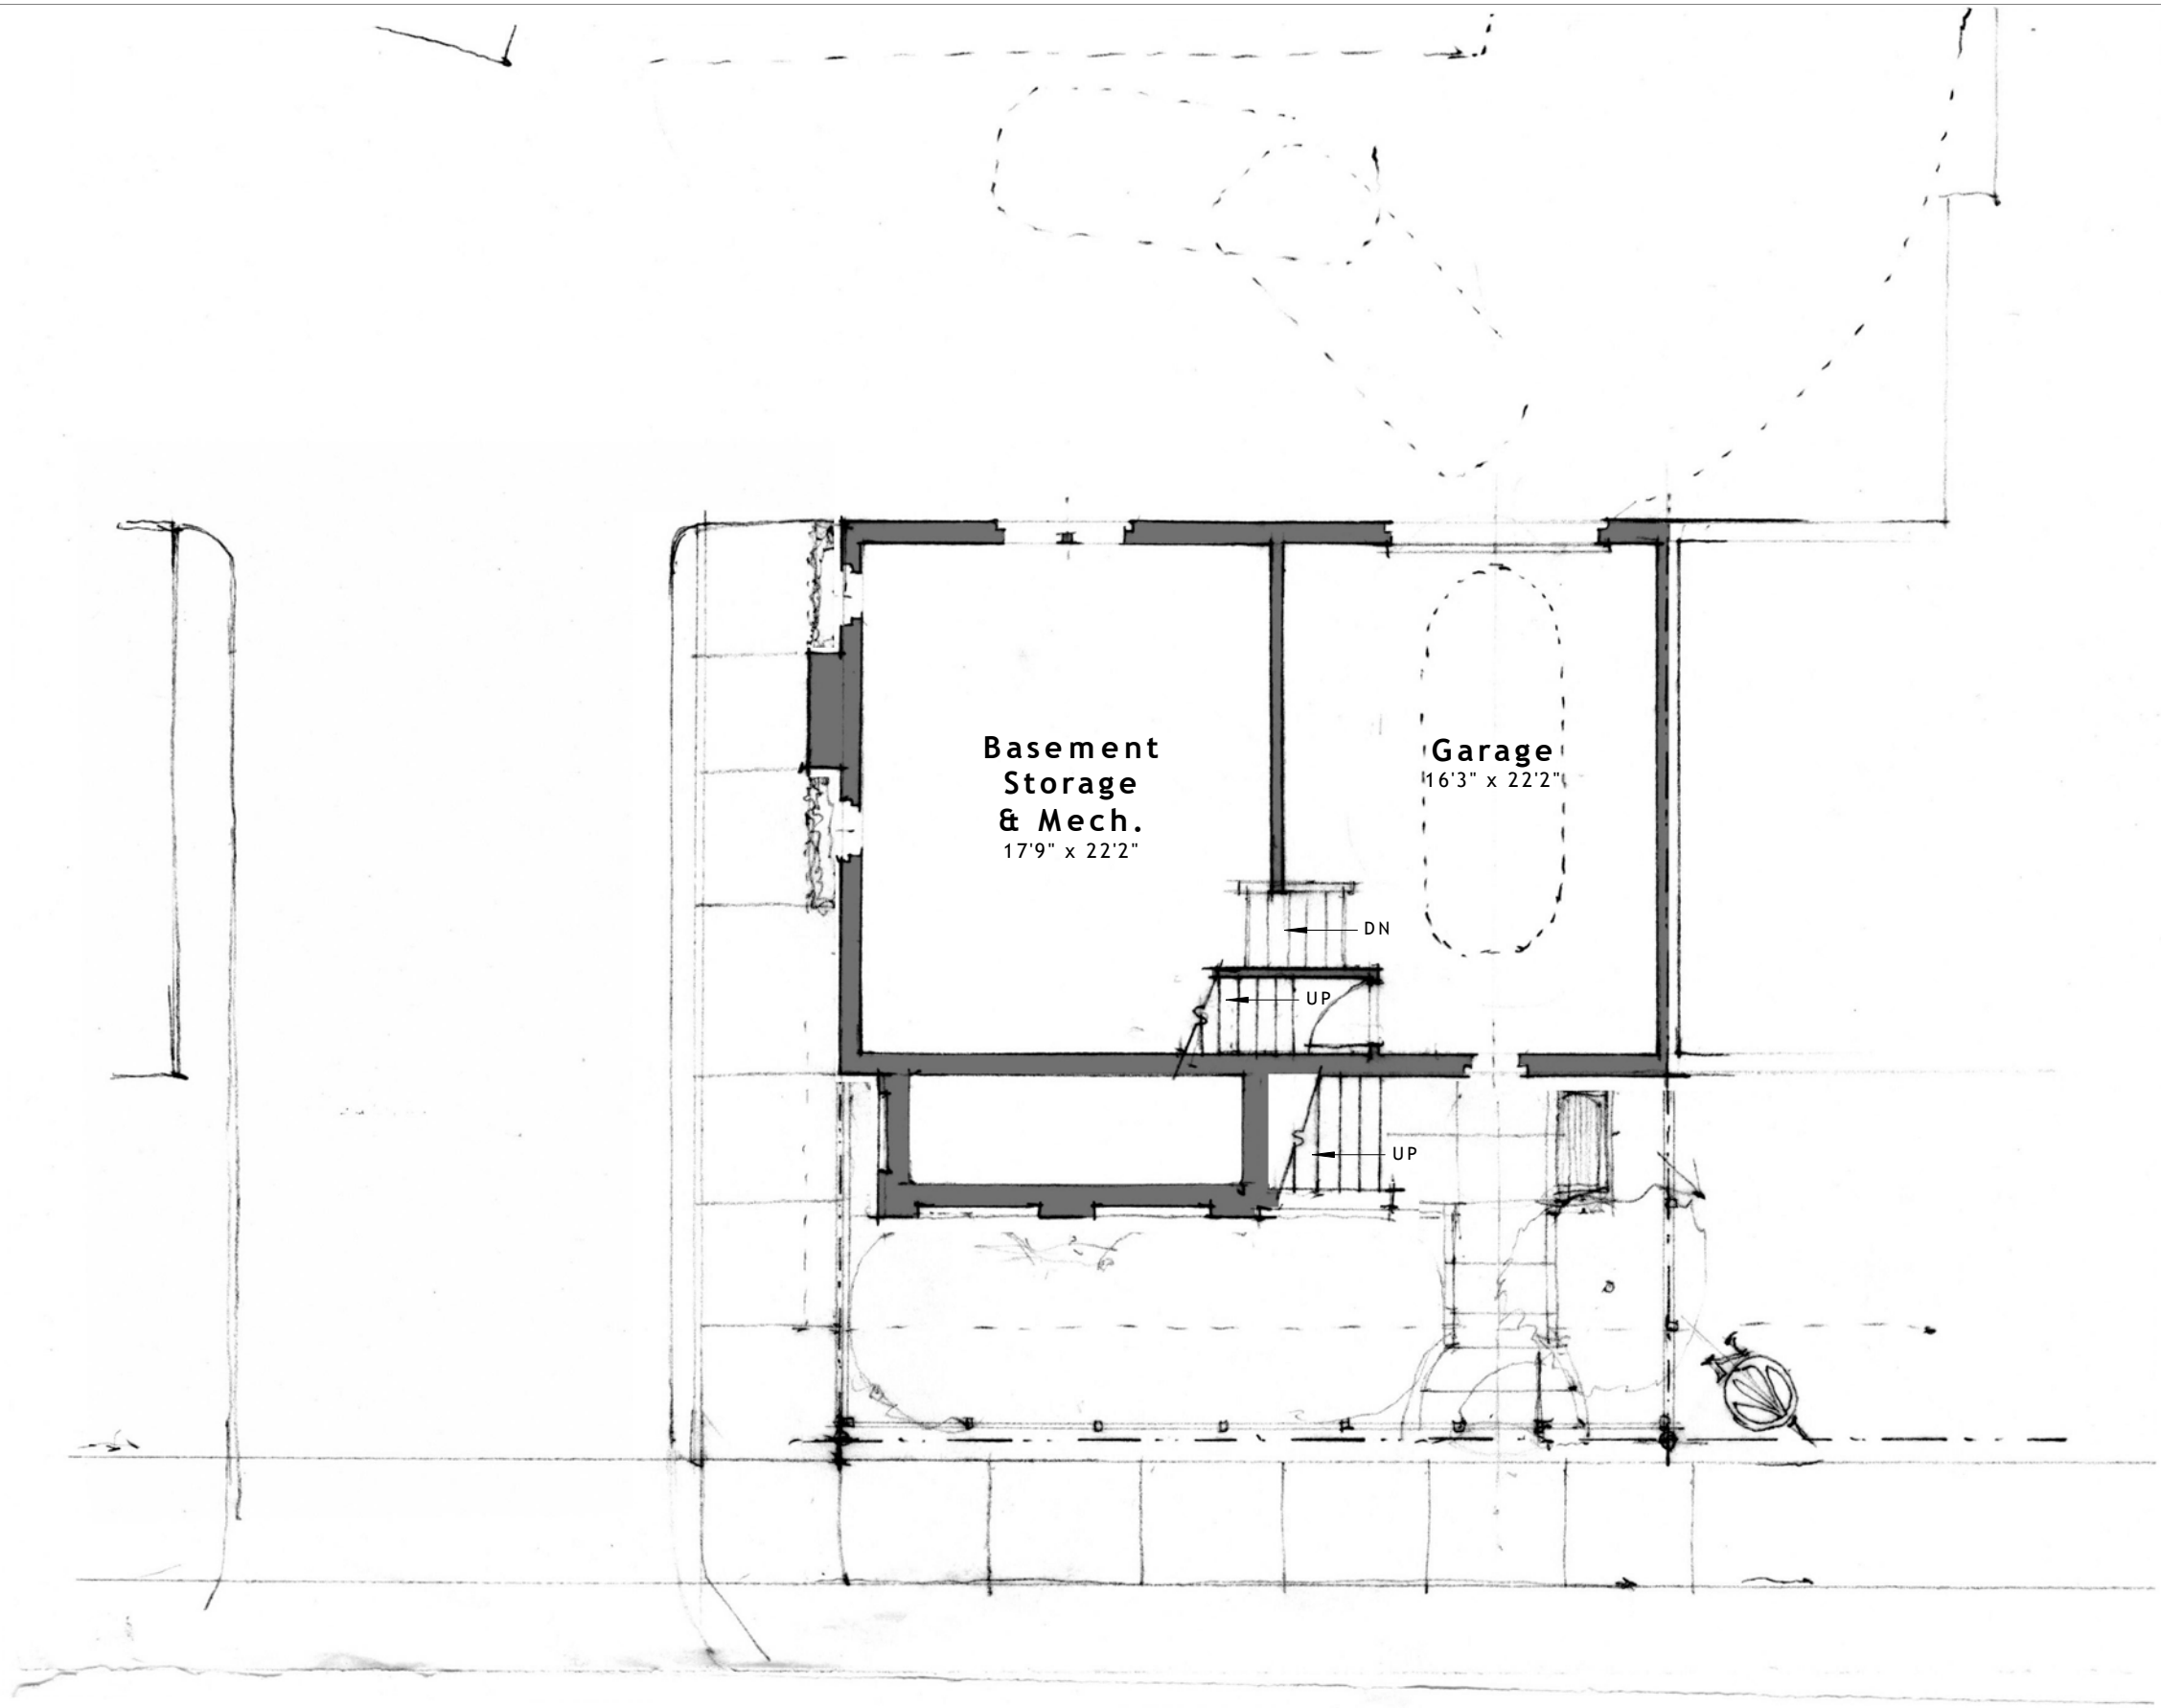 Basement
Storage
& Mech.
17'9" x 22'2"
Garage
16'3" x 22'2"
DN
UP
UP